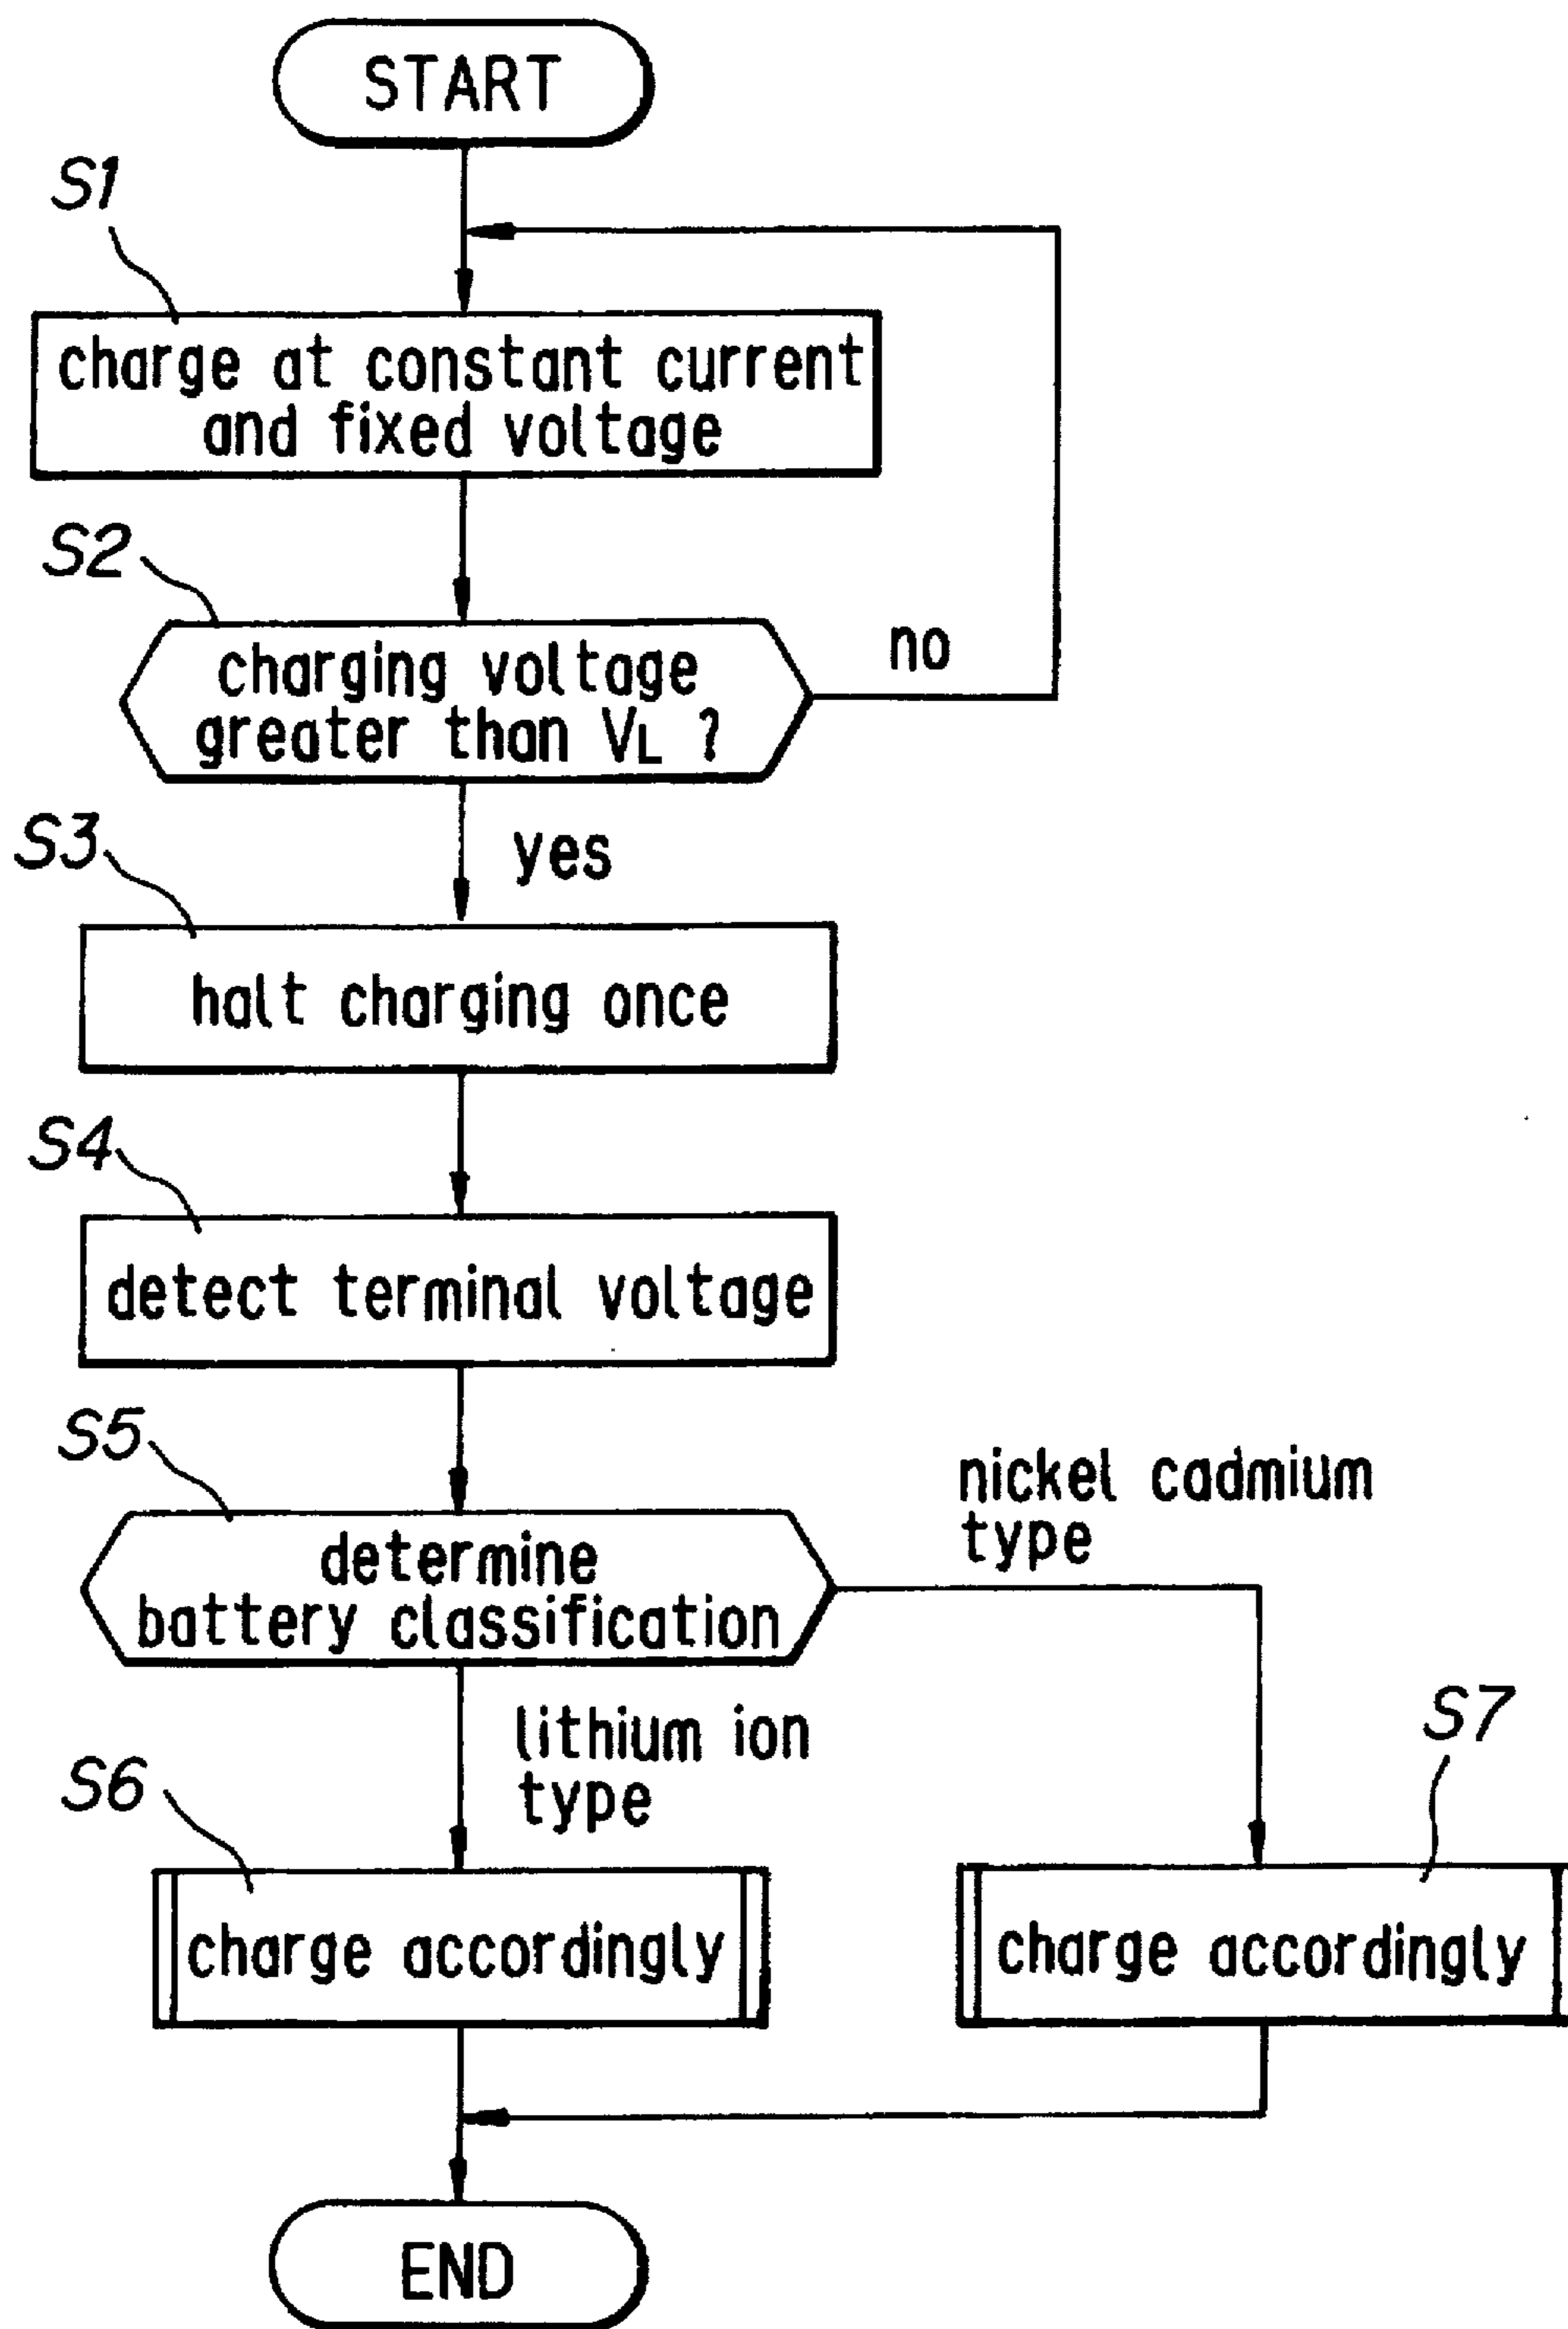 START
S1
charge at constant current
and fixed voltage
S2
charging voltage
greater than VL ?
no
yes
S3
halt charging once
S4
detect terminal voltage
S5
determine
battery classification
nickel cadmium
type
lithium ion
type
S6
charge accordingly
S7
charge accordingly
END